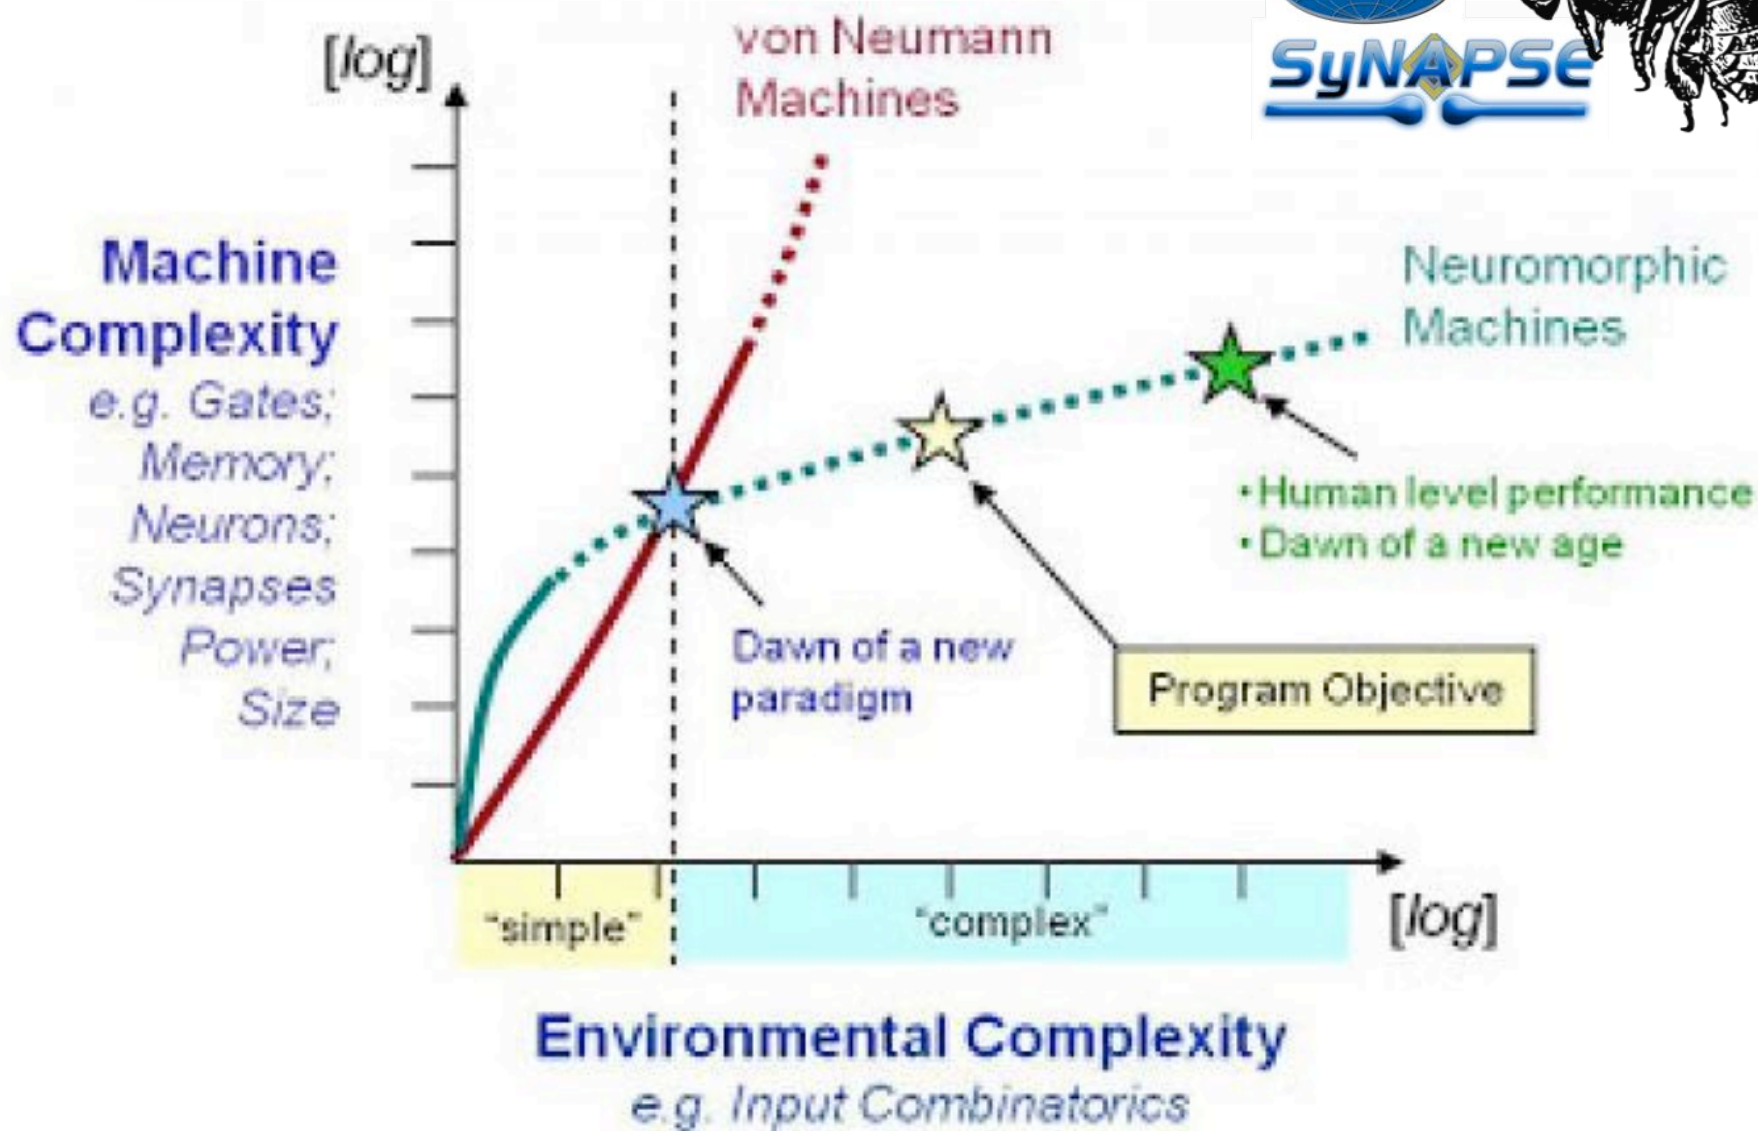 [log]
von Neumann
Machines
SyNAPSE
Machine
Complexity
e.g. Gates;
Memory;
Neurons;
Synapses
Power;
Size
Neuromorphic
Machines
• Human level performance
• Dawn of a new age
Dawn of a new
paradigm
Program Objective
"simple"
"complex"
[log]
Environmental Complexity
e.g. Input Combinatorics